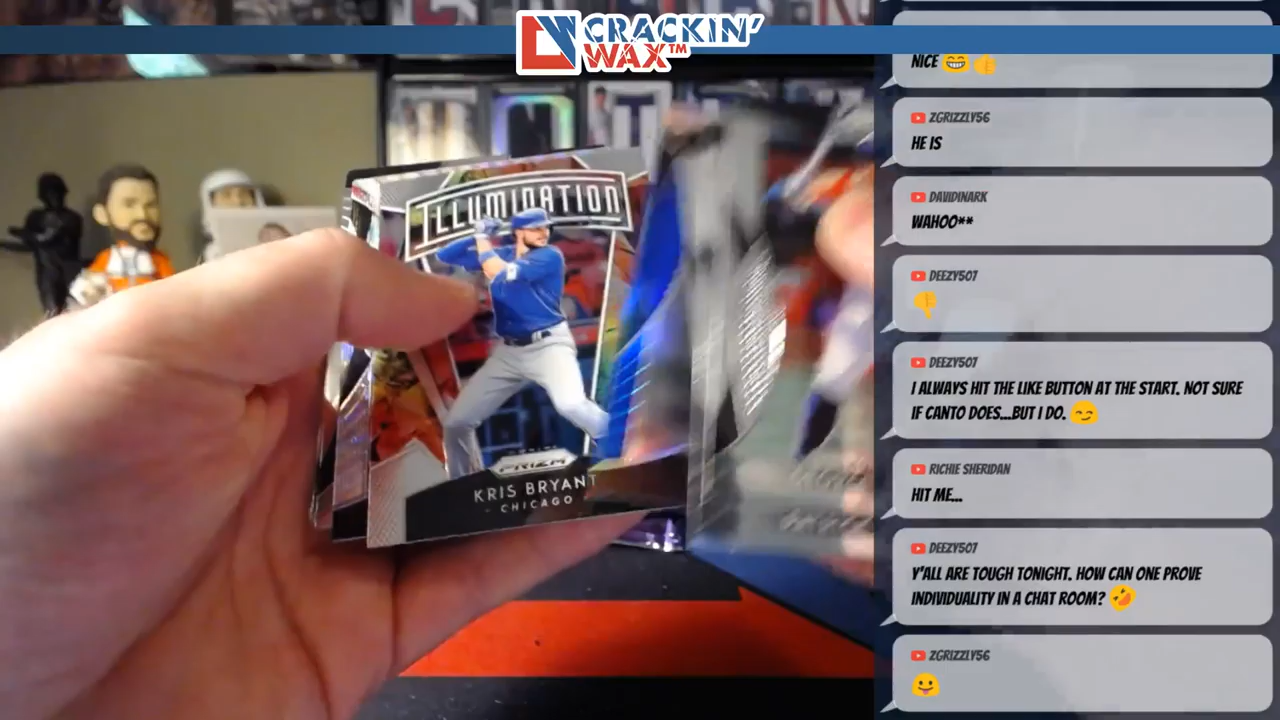 CRACKIN'
WAX™
ILLUMINATION
PRIZM
KRIS BRYANT
- CHICAGO -
NICE 😁👍
ZGRIZZLY56
HE IS
DAVIDINARK
WAHOO**
DEEZY507
👎
DEEZY507
I ALWAYS HIT THE LIKE BUTTON AT THE START. NOT SURE
IF CANTO DOES...BUT I DO. 😏
RICHIE SHERIDAN
HIT ME...
DEEZY507
Y'ALL ARE TOUGH TONIGHT. HOW CAN ONE PROVE
INDIVIDUALITY IN A CHAT ROOM? 🤣
ZGRIZZLY56
😛